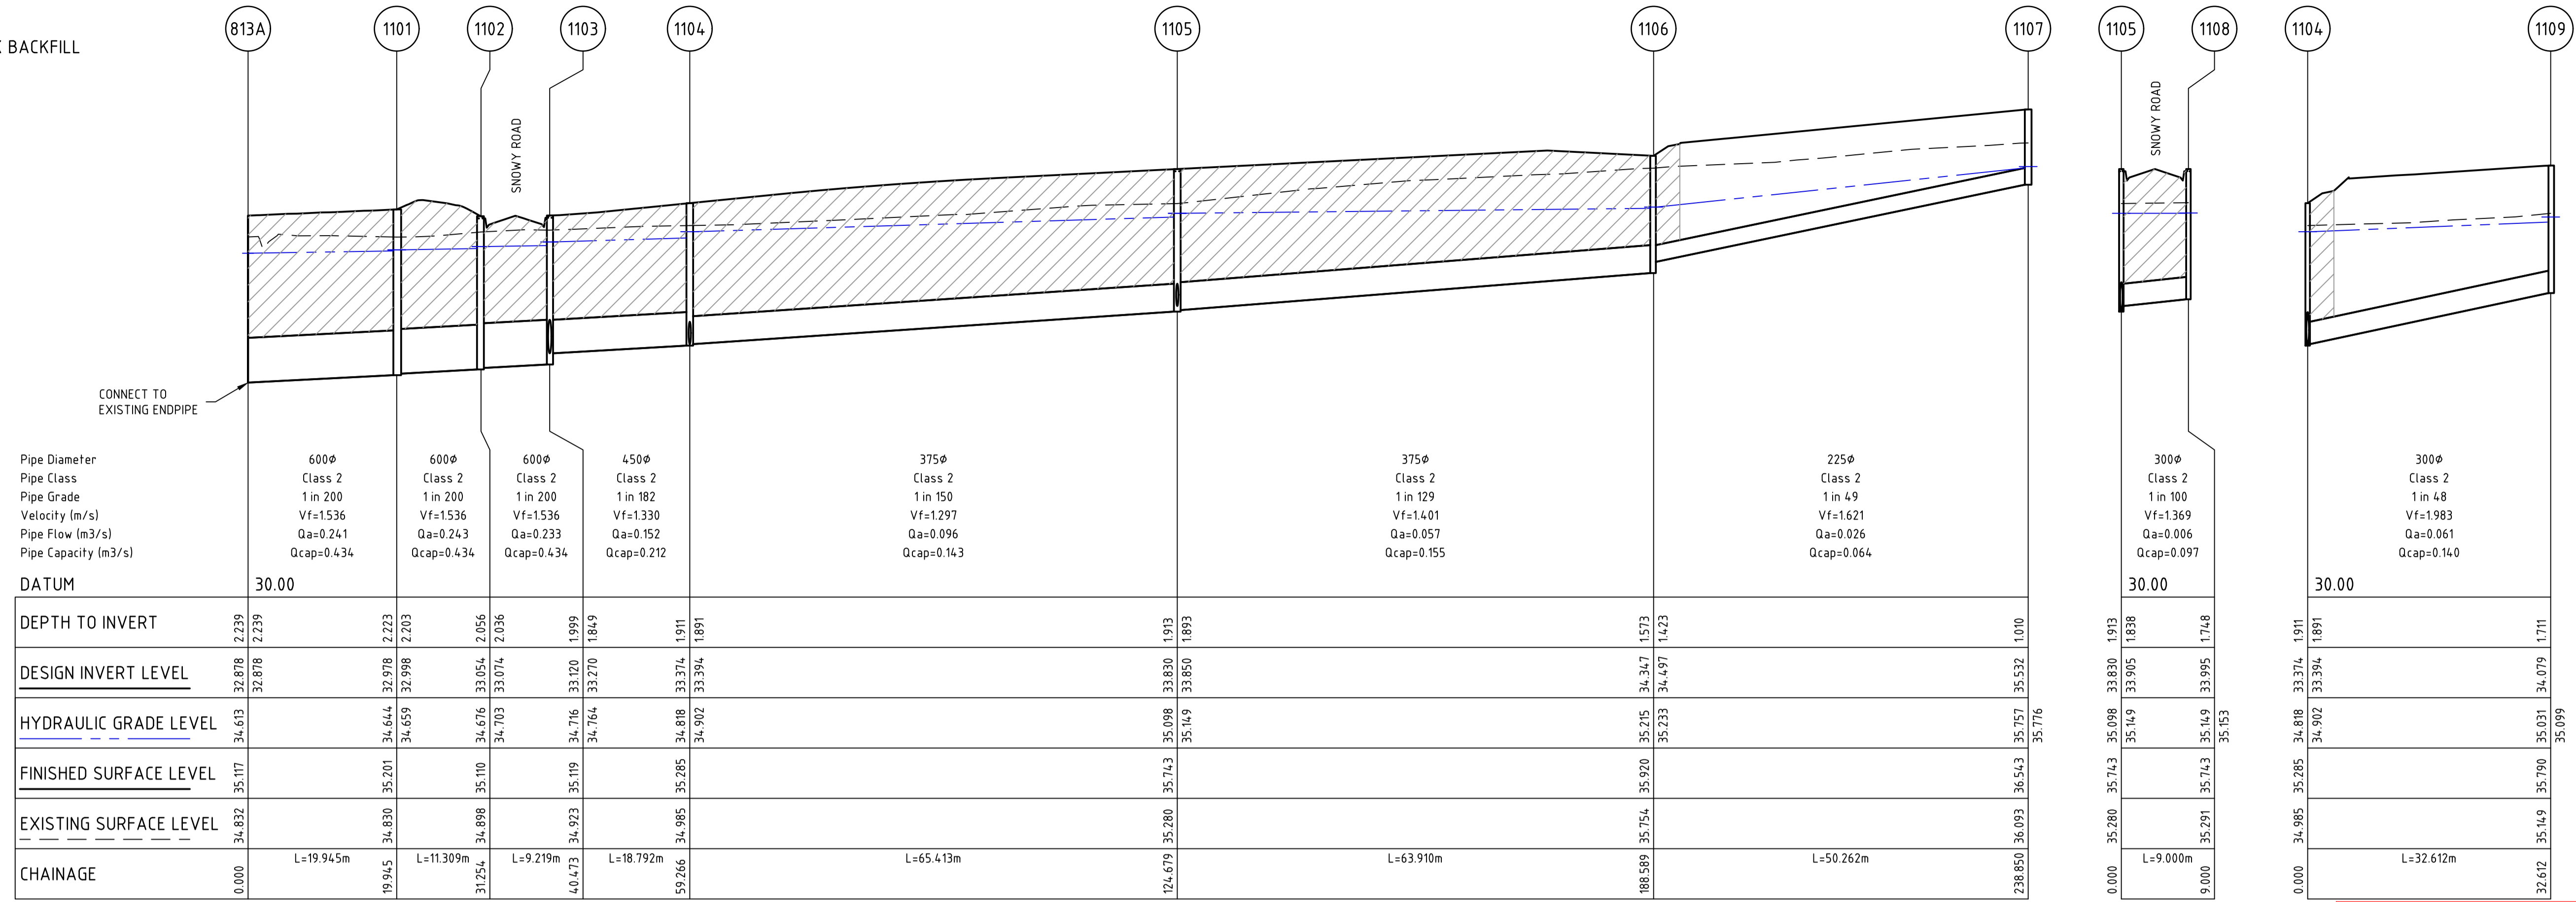 813A 1101 1102 1103 1104 1105 1106 1107 1105 1108 1104 1109
BACKFILL
SNOWY ROAD
SNOWY ROAD
CONNECT TO
EXISTING ENDPIPE
Pipe Diameter 600ø 600ø 600ø 450ø 375ø 375ø 225ø 300ø 300ø
Pipe Class Class 2 Class 2 Class 2 Class 2 Class 2 Class 2 Class 2 Class 2 Class 2
Pipe Grade 1 in 200 1 in 200 1 in 200 1 in 182 1 in 150 1 in 129 1 in 49 1 in 100 1 in 48
Velocity (m/s) Vf=1.536 Vf=1.536 Vf=1.536 Vf=1.330 Vf=1.297 Vf=1.401 Vf=1.621 Vf=1.369 Vf=1.983
Pipe Flow (m3/s) Qa=0.241 Qa=0.243 Qa=0.233 Qa=0.152 Qa=0.096 Qa=0.057 Qa=0.026 Qa=0.006 Qa=0.061
Pipe Capacity (m3/s) Qcap=0.434 Qcap=0.434 Qcap=0.434 Qcap=0.212 Qcap=0.143 Qcap=0.155 Qcap=0.064 Qcap=0.097 Qcap=0.140
DATUM 30.00 30.00 30.00
DEPTH TO INVERT 2.239 2.239 2.223 2.203 2.056 2.036 1.999 1.849 1.911 1.891 1.913 1.893 1.573 1.423 1.010 1.913 1.838 1.748 1.911 1.891 1.711
DESIGN INVERT LEVEL 32.878 32.878 32.978 32.998 33.054 33.074 33.120 33.270 33.374 33.394 33.830 33.850 34.347 34.497 35.532 33.830 33.905 33.995 33.374 33.394 34.079
HYDRAULIC GRADE LEVEL 34.613 34.644 34.659 34.676 34.703 34.716 34.764 34.818 34.902 35.098 35.149 35.215 35.233 35.757 35.776 35.098 35.149 35.149 35.153 34.818 34.902 35.031 35.099
FINISHED SURFACE LEVEL 35.117 35.201 35.110 35.119 35.285 35.743 35.920 36.543 35.743 35.743 35.285 35.790
EXISTING SURFACE LEVEL 34.832 34.830 34.898 34.923 34.985 35.280 35.754 36.093 35.280 35.291 34.985 35.149
L=19.945m L=11.309m L=9.219m L=18.792m L=65.413m L=63.910m L=50.262m L=9.000m L=32.612m
CHAINAGE 0.000 19.945 31.254 40.473 59.266 124.679 188.589 238.850 0.000 9.000 0.000 32.612